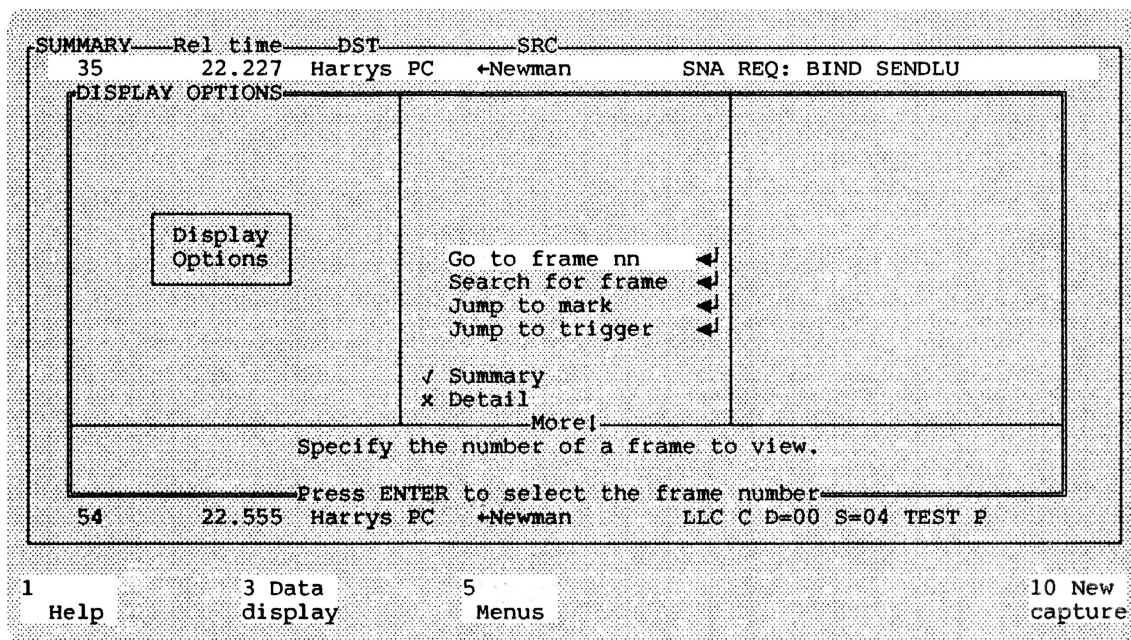 SUMMARY Rel time DST SRC
35 22.227 Harrys PC ←Newman SNA REQ: BIND SENDLU
DISPLAY OPTIONS
Display
Options
Go to frame nn ◄┘
Search for frame ◄┘
Jump to mark ◄┘
Jump to trigger ◄┘
√ Summary
x Detail
More↓
Specify the number of a frame to view.
Press ENTER to select the frame number
54 22.555 Harrys PC ←Newman LLC C D=00 S=04 TEST P
1 3 Data 5 10 New
Help display Menus capture